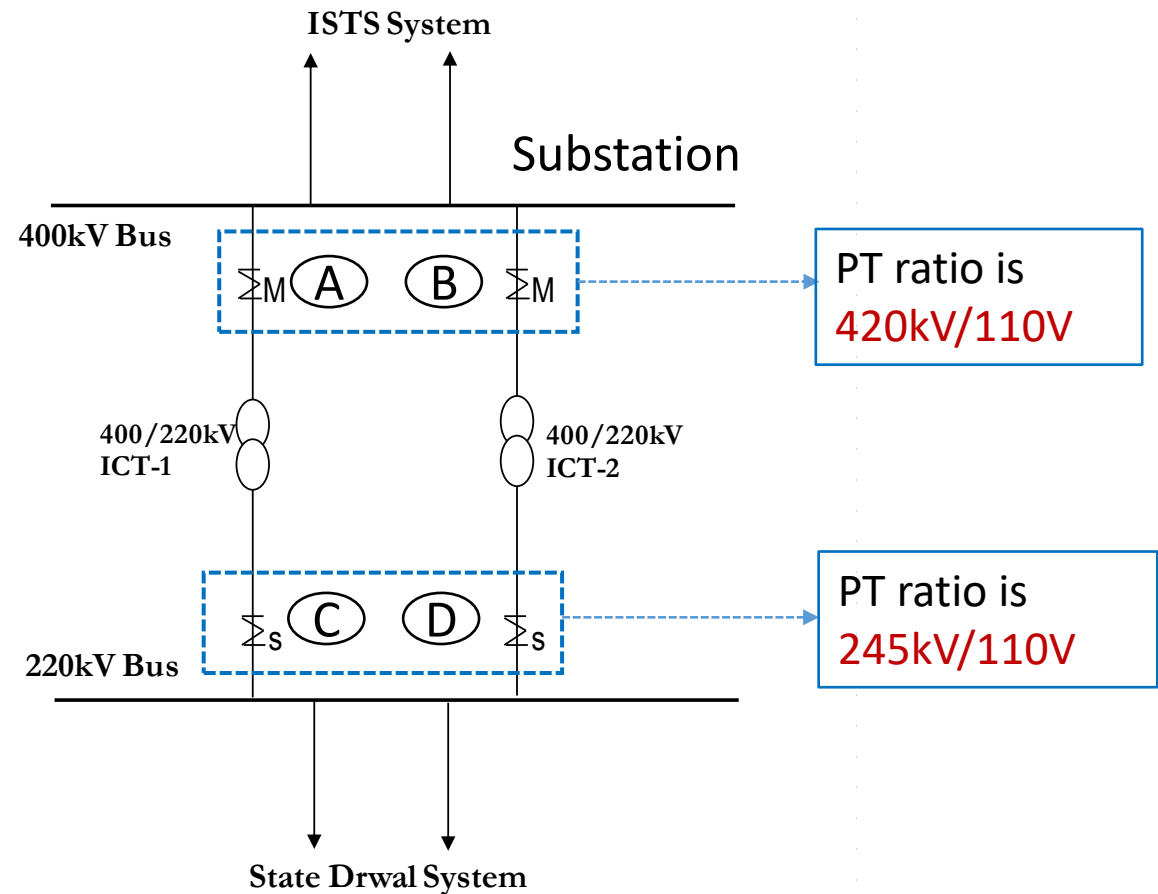 ISTS System
Substation
400kV Bus
M
A
B
M
PT ratio is
420kV/110V
400/220kV
ICT-1
400/220kV
ICT-2
s
C
D
s
PT ratio is
245kV/110V
220kV Bus
State Drwal System